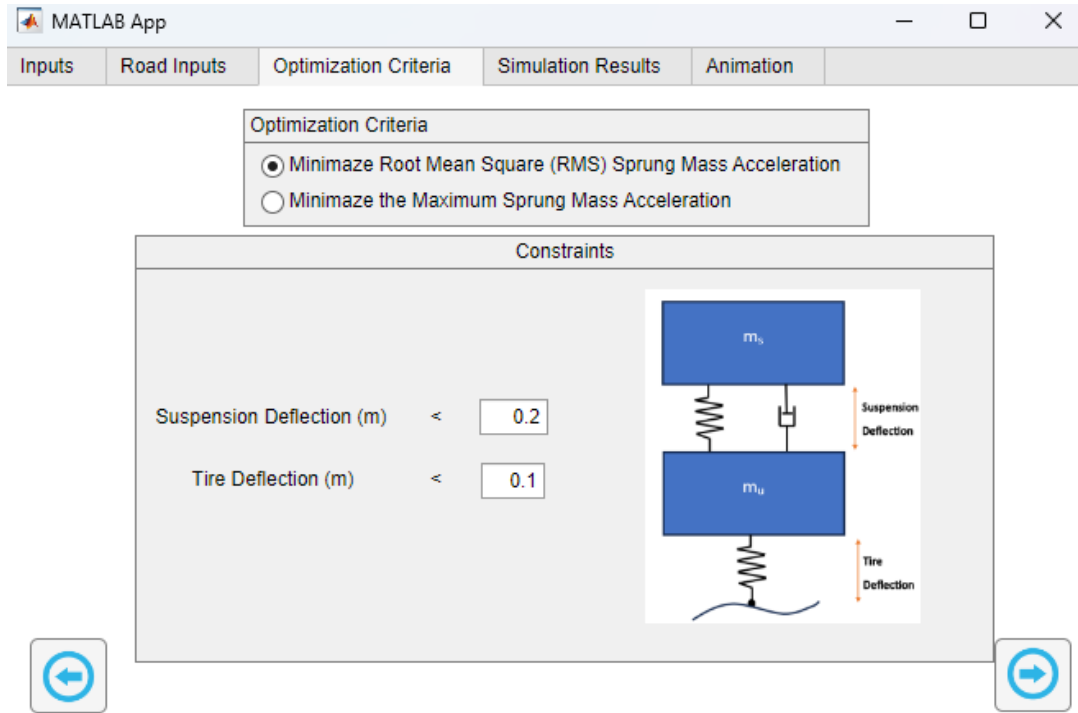 MATLAB App
Inputs Road Inputs Optimization Criteria Simulation Results Animation
Optimization Criteria
Minimaze Root Mean Square (RMS) Sprung Mass Acceleration
Minimaze the Maximum Sprung Mass Acceleration
Constraints
Suspension Deflection (m) < 0.2
Tire Deflection (m) < 0.1
ms
Suspension
Deflection
mu
Tire
Deflection